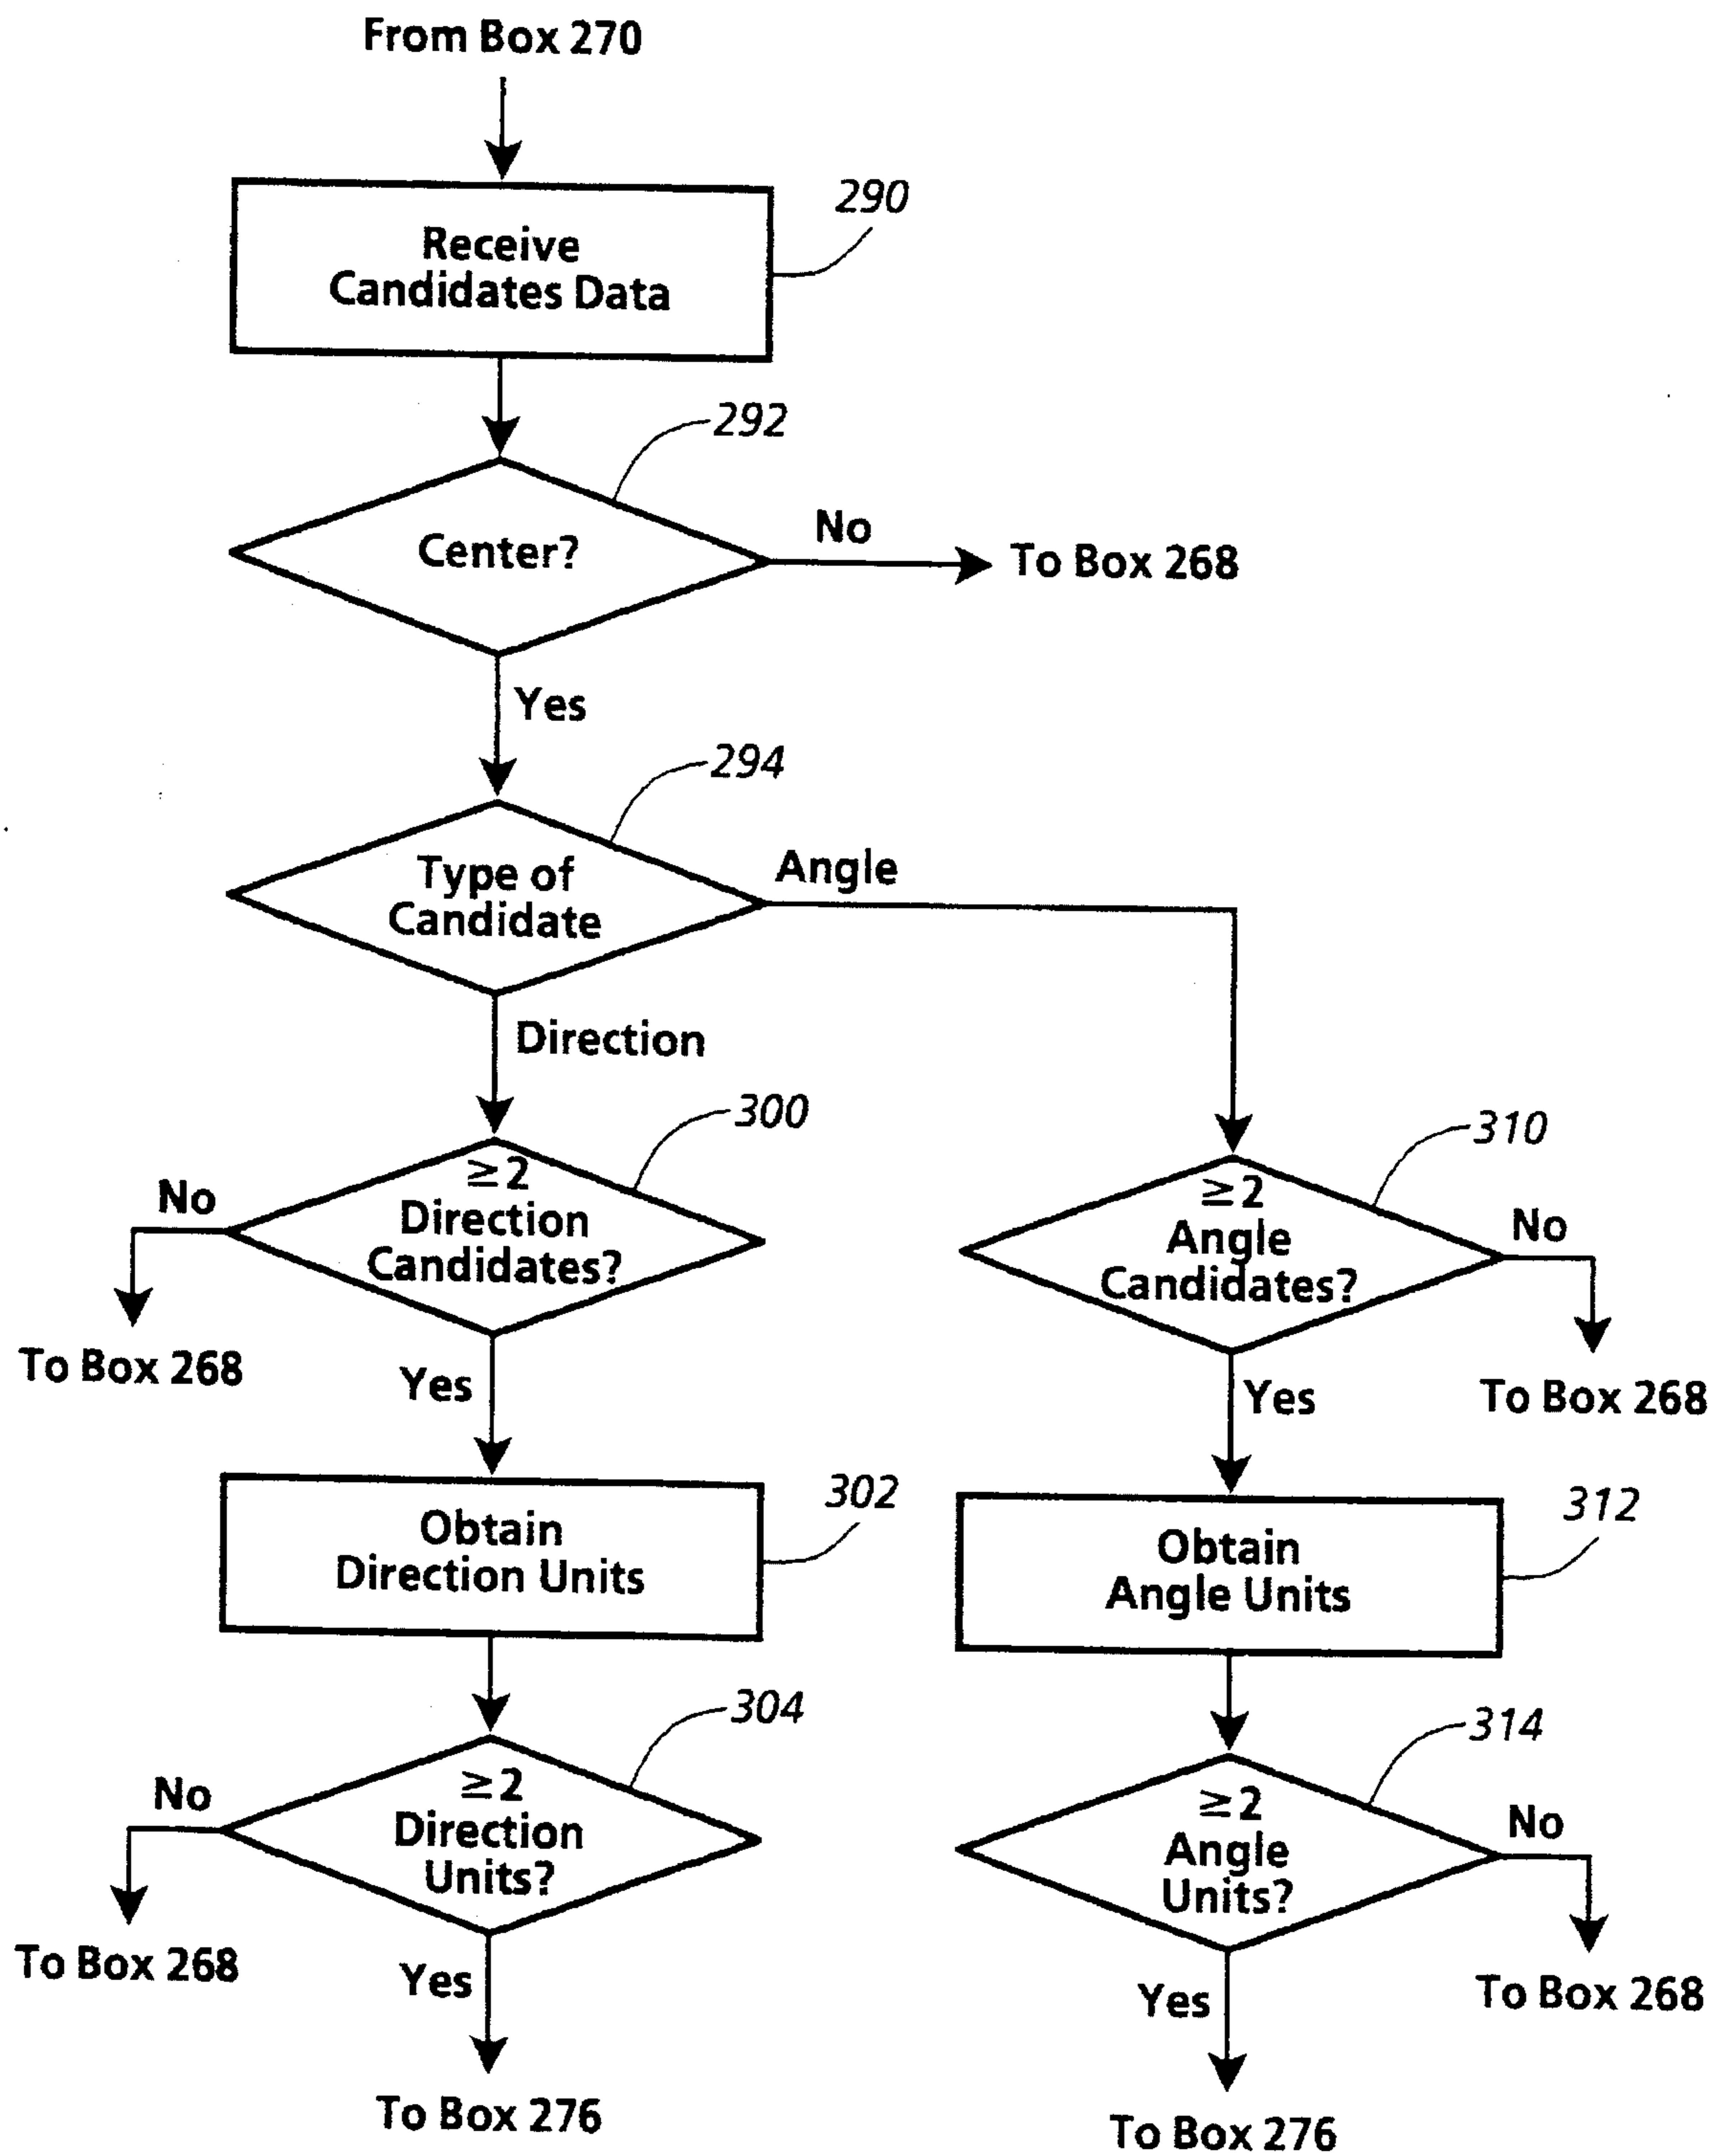 From Box 270
290
Receive
Candidates Data
292
Center?
No
To Box 268
Yes
294
Type of
Candidate
Angle
Direction
300
≥2
Direction
Candidates?
No
To Box 268
Yes
310
≥2
Angle
Candidates?
No
To Box 268
Yes
302
Obtain
Direction Units
312
Obtain
Angle Units
304
≥2
Direction
Units?
No
To Box 268
Yes
To Box 276
314
≥2
Angle
Units?
No
To Box 268
Yes
To Box 276